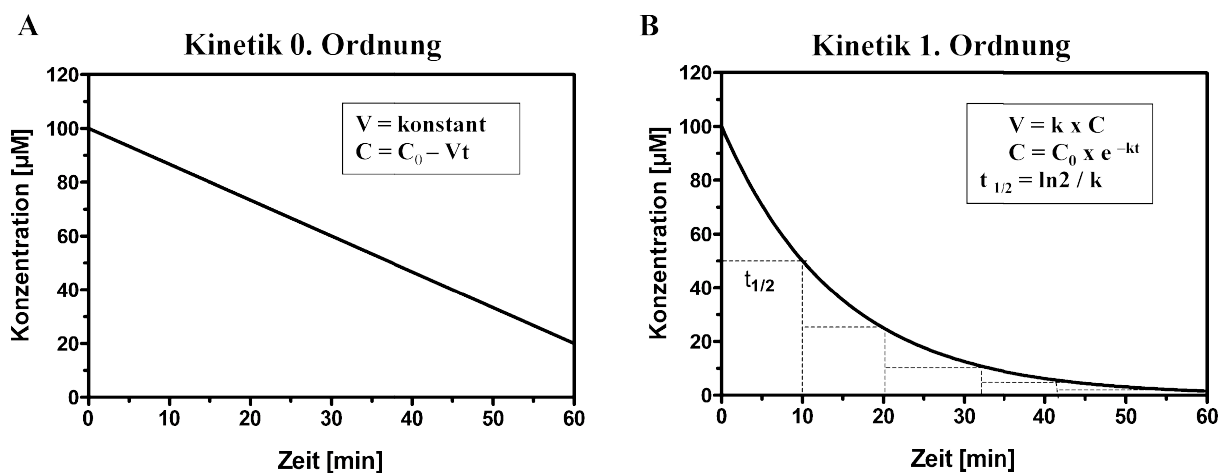 A
Kinetik 0. Ordnung
120
100
80
60
40
20
0
Konzentration [µM]
V = konstant
C = C₀ – Vt
0 10 20 30 40 50 60
Zeit [min]
B
Kinetik 1. Ordnung
120
100
80
60
40
20
0
Konzentration [µM]
V = k x C
C = C₀ x e ⁻ᵏᵗ
t ₁/₂ = ln2 / k
t₁/₂
0 10 20 30 40 50 60
Zeit [min]